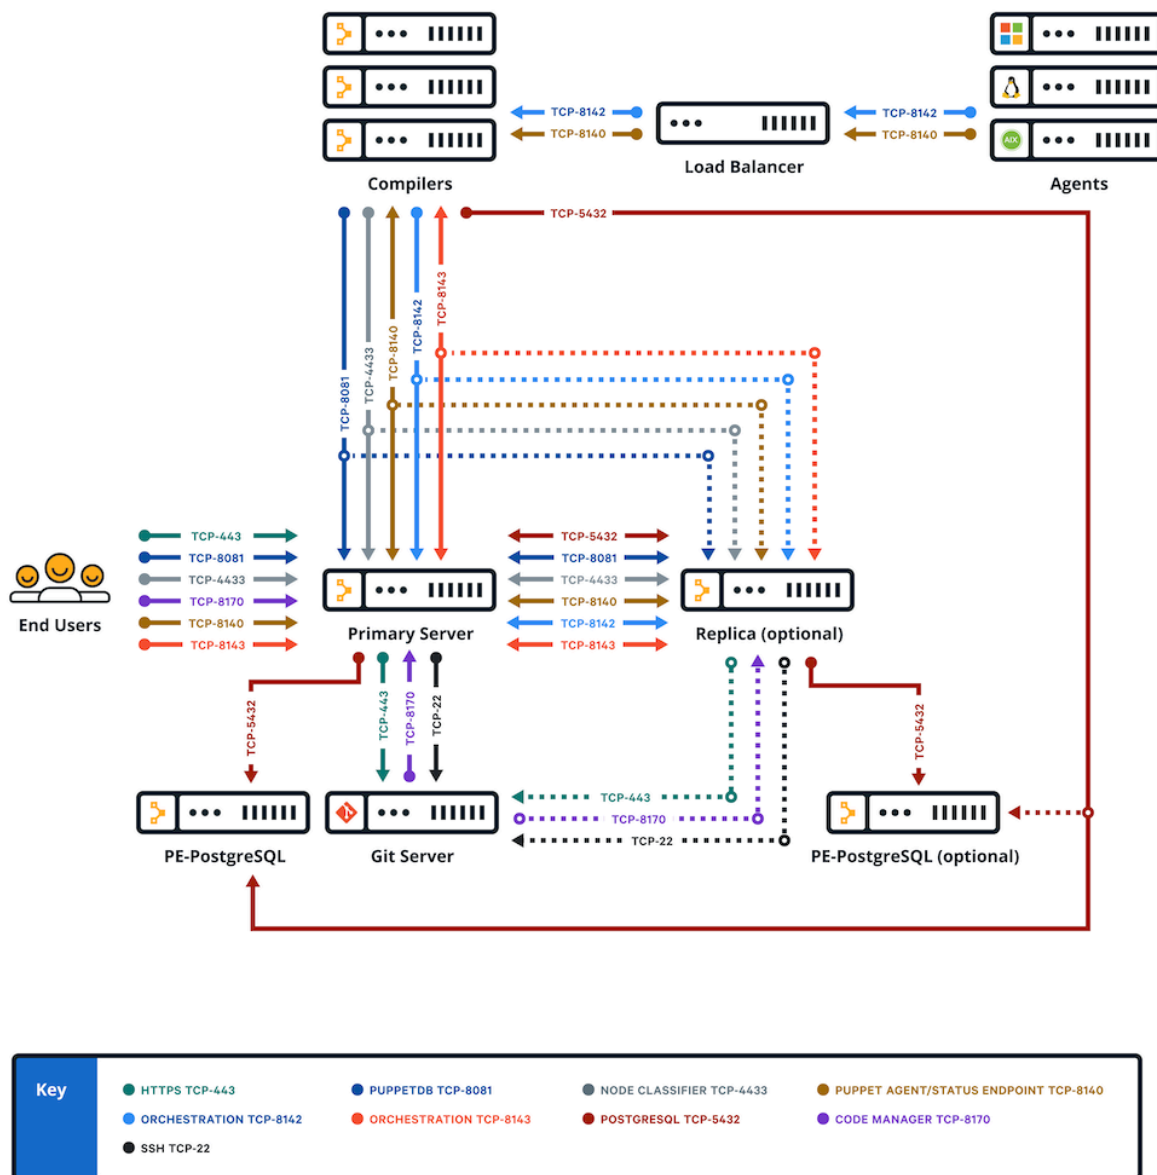 TCP-8142
TCP-8140
TCP-8142
TCP-8140
AIX
Compilers
Load Balancer
Agents
TCP-5432
TCP-8081
TCP-4433
TCP-8140
TCP-8142
TCP-8143
TCP-443
TCP-8081
TCP-4433
TCP-8170
TCP-8140
TCP-8143
End Users
TCP-5432
TCP-8081
TCP-4433
TCP-8140
TCP-8142
TCP-8143
Primary Server
Replica (optional)
TCP-5432
TCP-443
TCP-8170
TCP-22
TCP-5432
TCP-443
TCP-8170
TCP-22
PE-PostgreSQL
Git Server
PE-PostgreSQL (optional)
Key
HTTPS TCP-443
PUPPETDB TCP-8081
NODE CLASSIFIER TCP-4433
PUPPET AGENT/STATUS ENDPOINT TCP-8140
ORCHESTRATION TCP-8142
ORCHESTRATION TCP-8143
POSTGRESQL TCP-5432
CODE MANAGER TCP-8170
SSH TCP-22